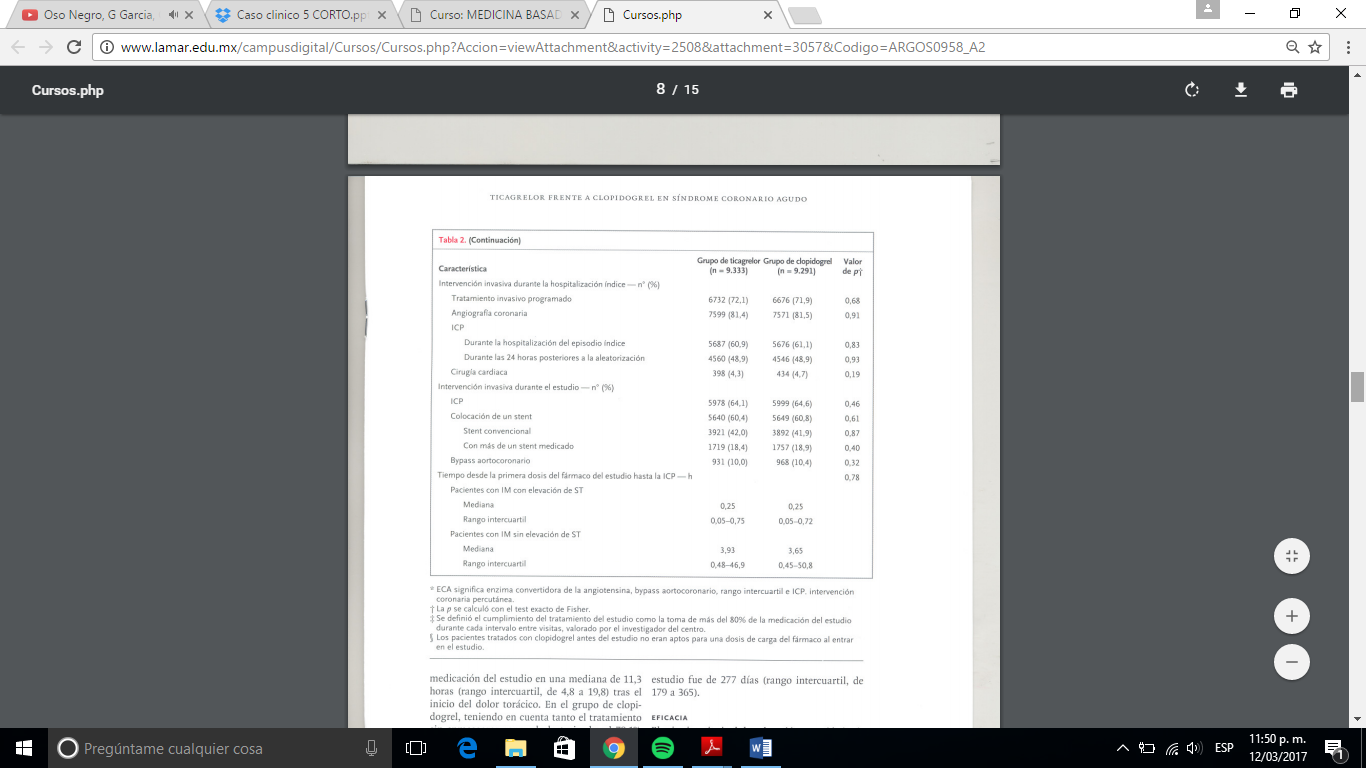 Oso Negro, G Garcia,
Caso clinico 5 CORTO.pp
Curso: MEDICINA BASAD
Cursos.php
www.lamar.edu.mx/campusdigital/Cursos/Cursos.php?Accion=viewAttachment&activity=2508&attachment=3057&Codigo=ARGOS0958_A2
Cursos.php
8 / 15
TICAGRELOR FRENTE A CLOPIDOGREL EN SÍNDROME CORONARIO AGUDO
Tabla 2. (Continuación)
Característica Grupo de ticagrelor (n = 9.333) Grupo de clopidogrel (n = 9.291) Valor de p†
Intervención invasiva durante la hospitalización índice — n° (%)
Tratamiento invasivo programado 6732 (72,1) 6676 (71,9) 0,68
Angiografía coronaria 7599 (81,4) 7571 (81,5) 0,91
ICP
Durante la hospitalización del episodio índice 5687 (60,9) 5676 (61,1) 0,83
Durante las 24 horas posteriores a la aleatorización 4560 (48,9) 4546 (48,9) 0,93
Cirugía cardiaca 398 (4,3) 434 (4,7) 0,19
Intervención invasiva durante el estudio — n° (%)
ICP 5978 (64,1) 5999 (64,6) 0,46
Colocación de un stent 5640 (60,4) 5649 (60,8) 0,61
Stent convencional 3921 (42,0) 3892 (41,9) 0,87
Con más de un stent medicado 1719 (18,4) 1757 (18,9) 0,40
Bypass aortocoronario 931 (10,0) 968 (10,4) 0,32
Tiempo desde la primera dosis del fármaco del estudio hasta la ICP — h 0,78
Pacientes con IM con elevación de ST
Mediana 0,25 0,25
Rango intercuartil 0,05–0,75 0,05–0,72
Pacientes con IM sin elevación de ST
Mediana 3,93 3,65
Rango intercuartil 0,48–46,9 0,45–50,8
* ECA significa enzima convertidora de la angiotensina, bypass aortocoronario, rango intercuartil e ICP. intervención
coronaria percutánea.
† La p se calculó con el test exacto de Fisher.
‡ Se definió el cumplimiento del tratamiento del estudio como la toma de más del 80% de la medicación del estudio
durante cada intervalo entre visitas, valorado por el investigador del centro.
§ Los pacientes tratados con clopidogrel antes del estudio no eran aptos para una dosis de carga del fármaco al entrar
en el estudio.
medicación del estudio en una mediana de 11,3
horas (rango intercuartil, de 4,8 a 19,8) tras el
inicio del dolor torácico. En el grupo de clopi-
dogrel, teniendo en cuenta tanto el tratamiento
estudio fue de 277 días (rango intercuartil, de
179 a 365).
EFICACIA
Pregúntame cualquier cosa
ESP
11:50 p. m.
12/03/2017
1